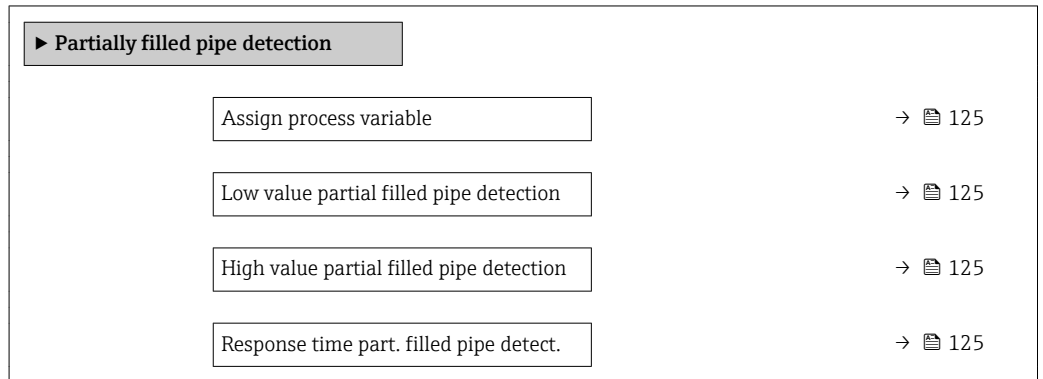 ► Partially filled pipe detection
Assign process variable → 125
Low value partial filled pipe detection → 125
High value partial filled pipe detection → 125
Response time part. filled pipe detect. → 125